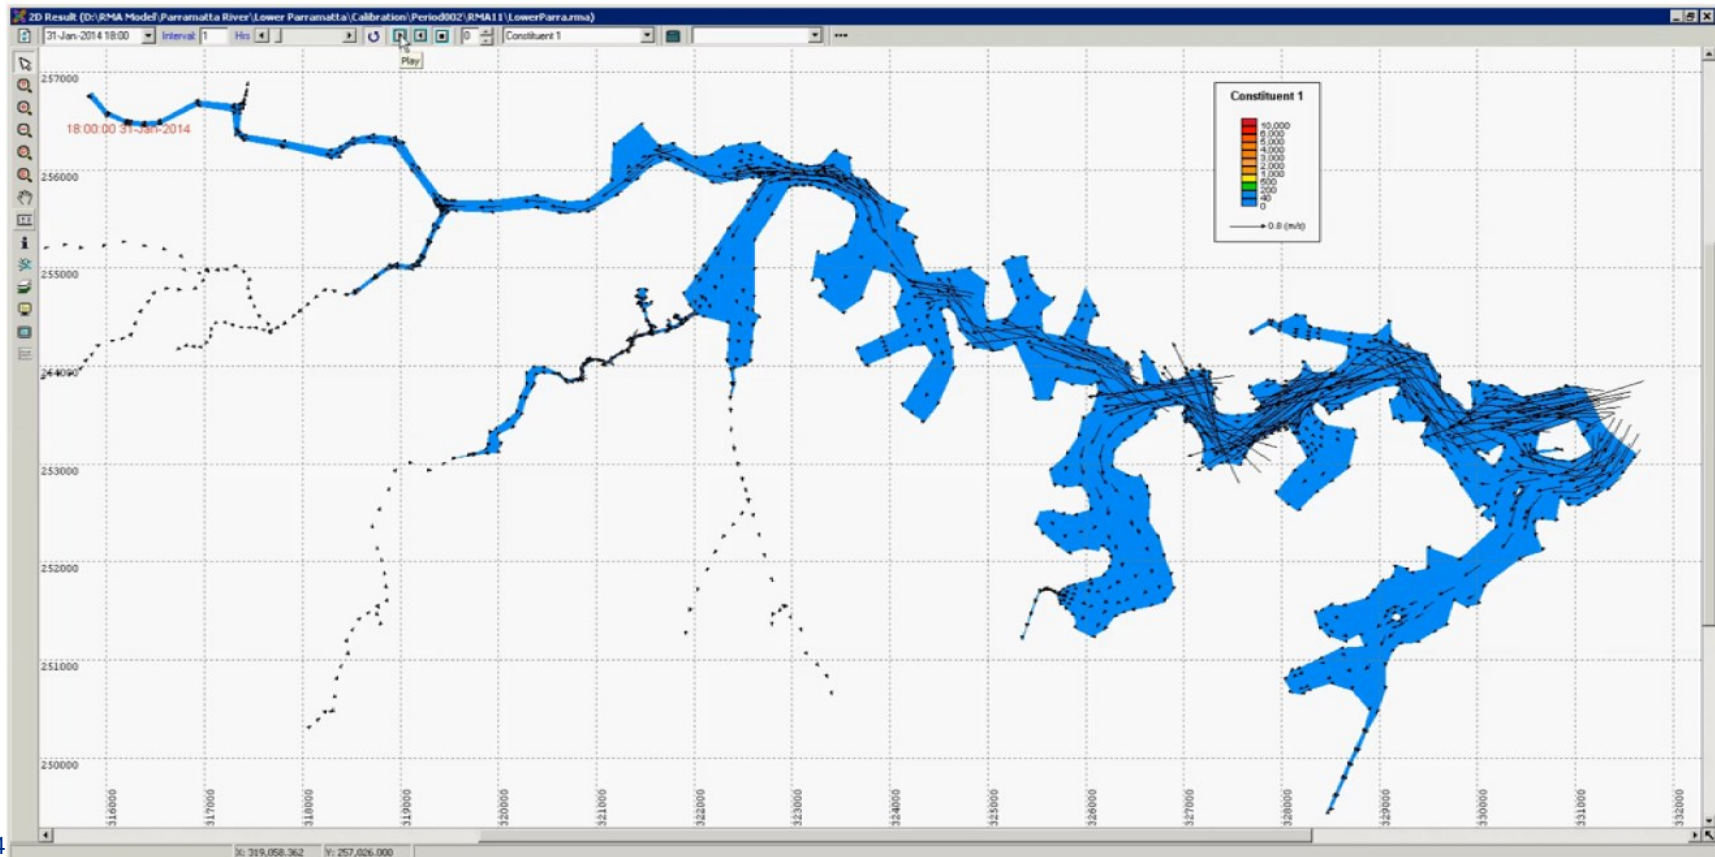 2D Result (D:\RMA Model\Parramatta River\Lower Parramatta\Calibration\Period002\RMA11\LowerParra.rma)
31-Jan-2014 18:00 Interval: 1 Hrs 0 Constituent 1
Play
257000
18:00:00 31-Jan-2014
Constituent 1
10,000
6,000
5,000
4,000
3,000
2,000
1,000
500
200
40
0
0.8 (m/s)
256000
255000
253000
252000
251000
250000
316000 317000 318000 319000 320000 321000 322000 323000 324000 325000 326000 327000 328000 329000 330000 331000 332000
4
X: 319,058.362 Y: 257,026.000